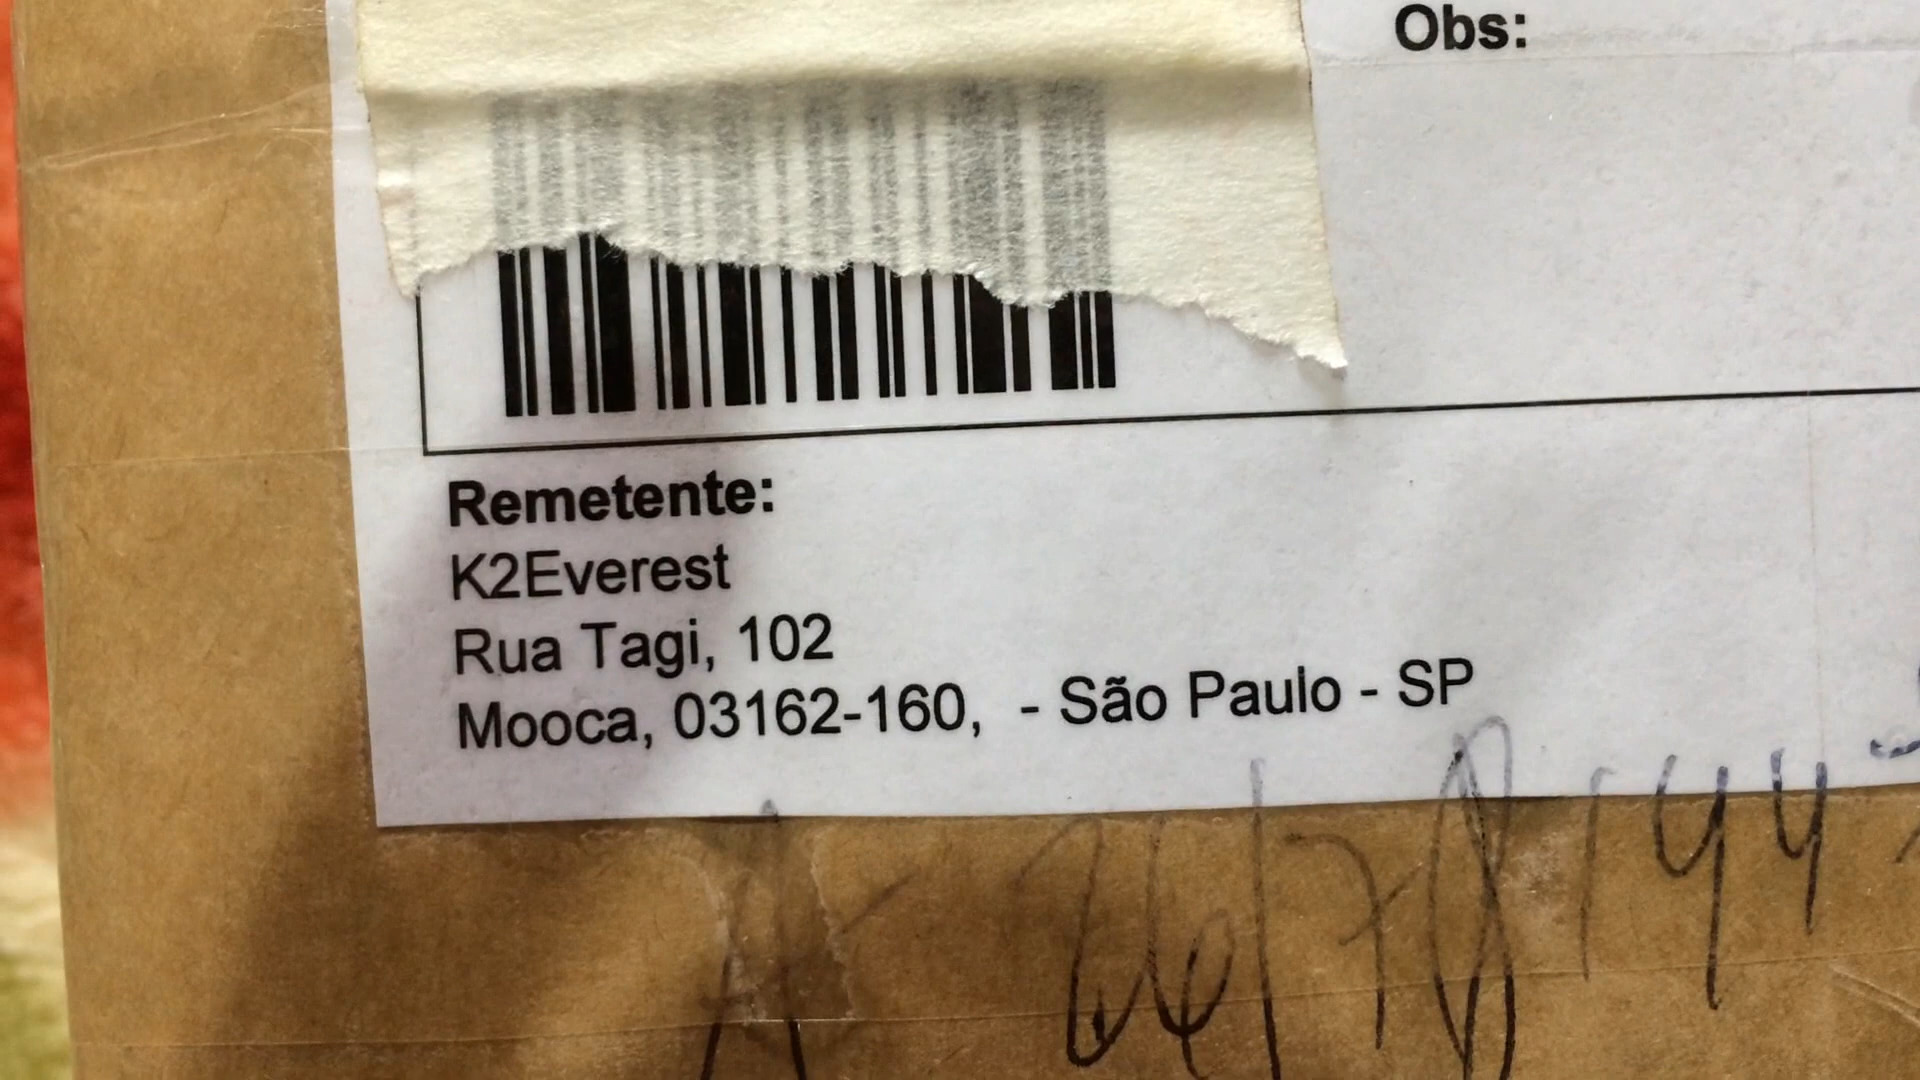 Obs:
Remetente:
K2Everest
Rua Tagi, 102
Mooca, 03162-160,  - São Paulo - SP